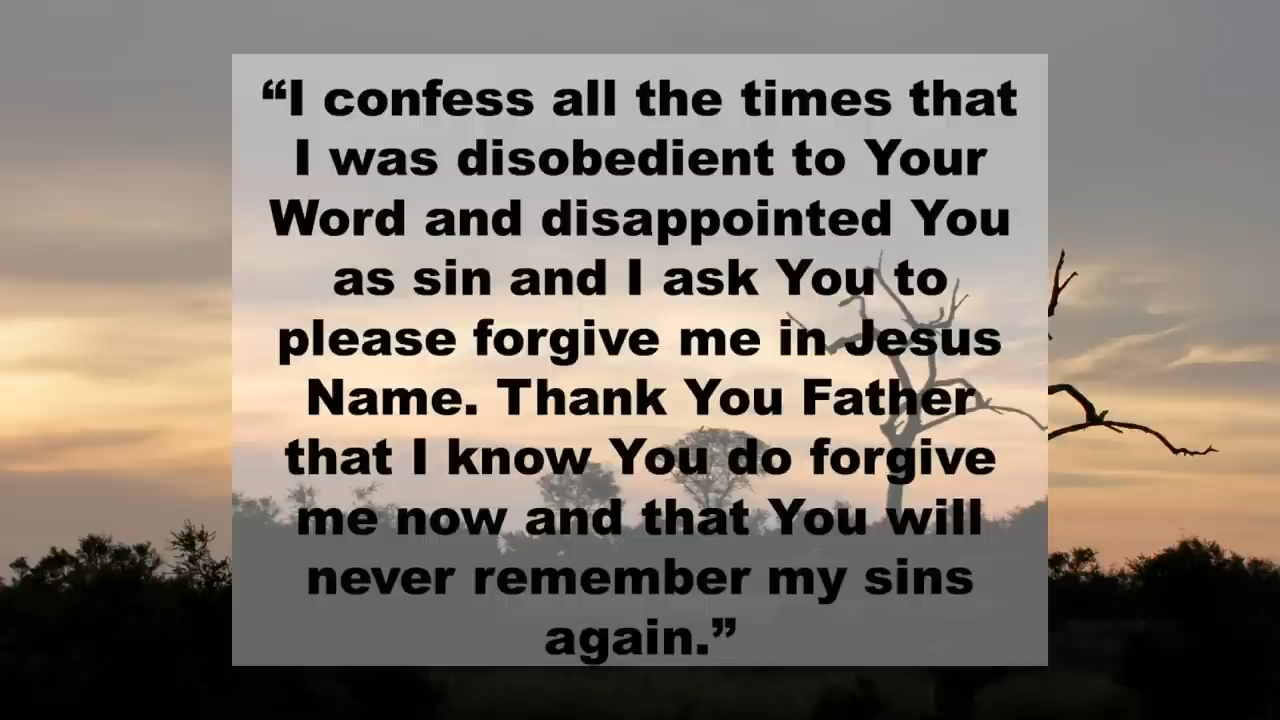 “I confess all the times that
I was disobedient to Your
Word and disappointed You
as sin and I ask You to
please forgive me in Jesus
Name. Thank You Father
that I know You do forgive
me now and that You will
never remember my sins
again.”